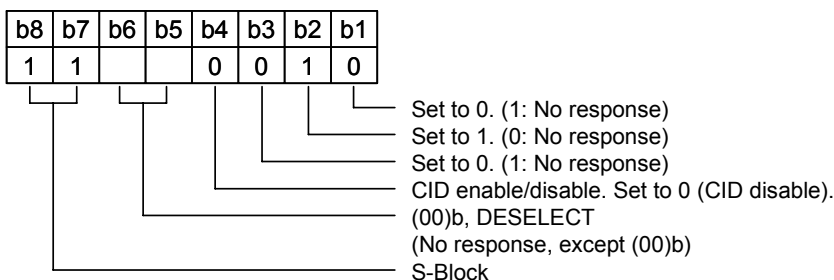 b8 b7 b6 b5 b4 b3 b2 b1
1 1 0 0 1 0
Set to 0. (1: No response)
Set to 1. (0: No response)
Set to 0. (1: No response)
CID enable/disable. Set to 0 (CID disable).
(00)b, DESELECT
(No response, except (00)b)
S-Block